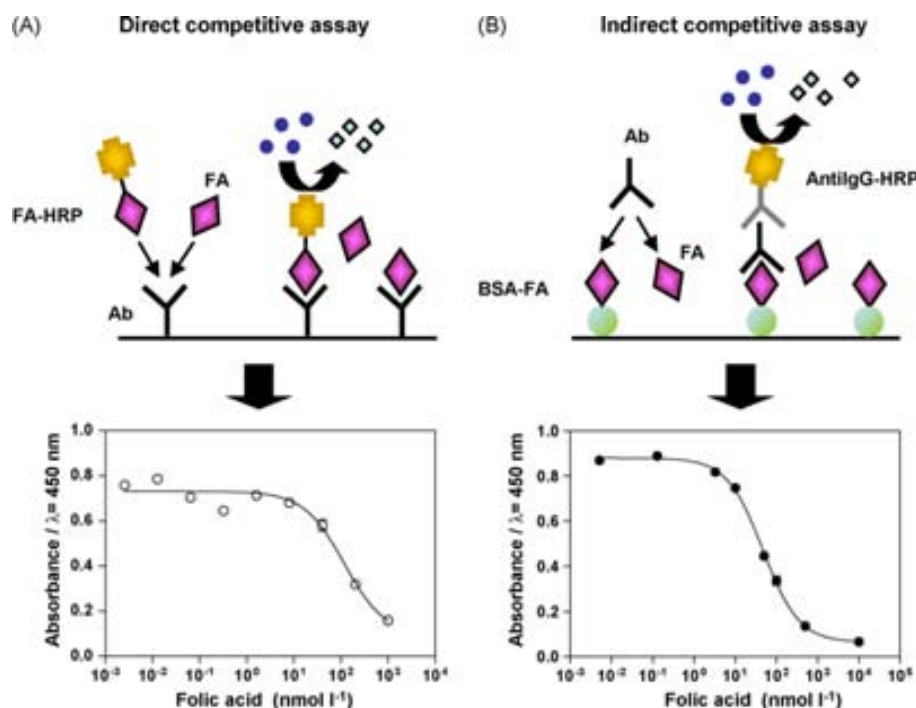 (A) Direct competitive assay
FA-HRP
FA
Ab
Absorbance / λ= 450 nm
1.0
0.8
0.6
0.4
0.2
0.0
10⁻³ 10⁻² 10⁻¹ 10⁰ 10¹ 10² 10³ 10⁴
Folic acid (nmol l⁻¹)
(B) Indirect competitive assay
Ab
AntiIgG-HRP
FA
BSA-FA
Absorbance / λ= 450 nm
1.0
0.8
0.6
0.4
0.2
0.0
10⁻³ 10⁻² 10⁻¹ 10⁰ 10¹ 10² 10³ 10⁴ 10⁵
Folic acid (nmol l⁻¹)